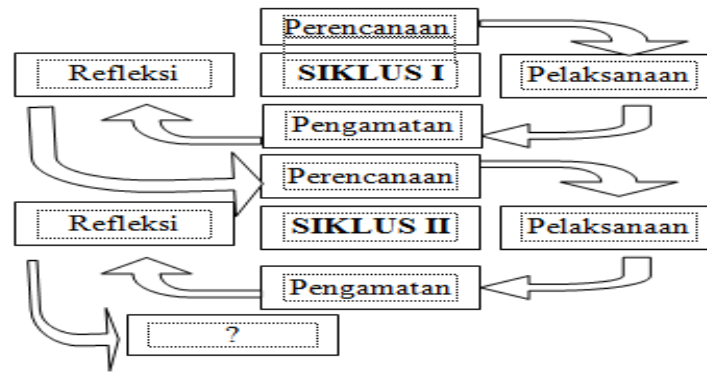 Perencanaan
Refleksi
SIKLUS I
Pelaksanaan
Pengamatan
Perencanaan
Refleksi
SIKLUS II
Pelaksanaan
Pengamatan
?